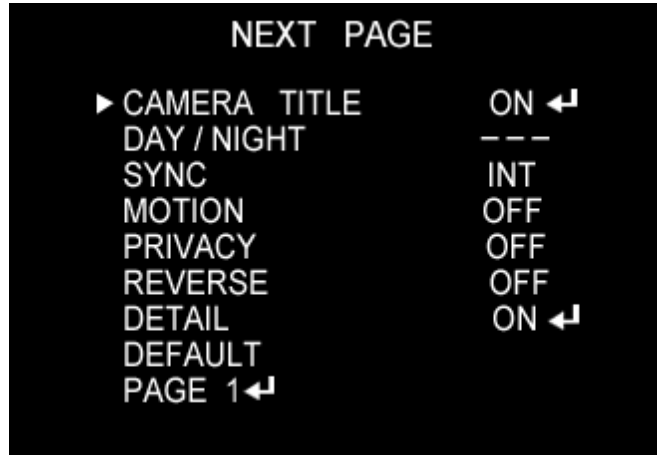 NEXT PAGE
▶ CAMERA TITLE ON ↵
DAY / NIGHT - - -
SYNC INT
MOTION OFF
PRIVACY OFF
REVERSE OFF
DETAIL ON ↵
DEFAULT
PAGE 1↵